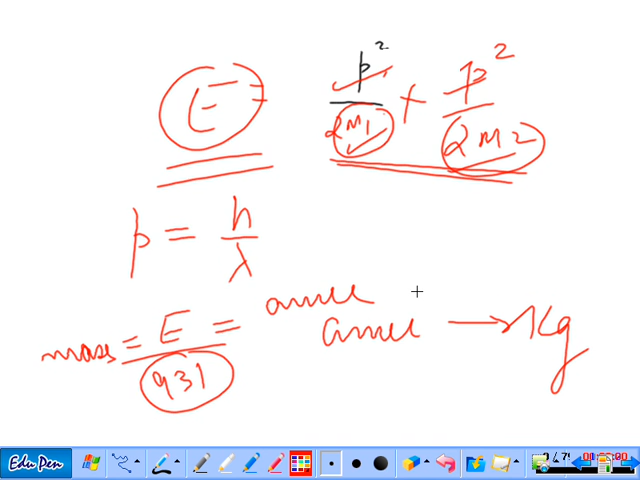 E = p² / 2M1 + p² / 2M2
p = h / λ
mass = E / 931 = amu
amu → Kg
Edu Pen